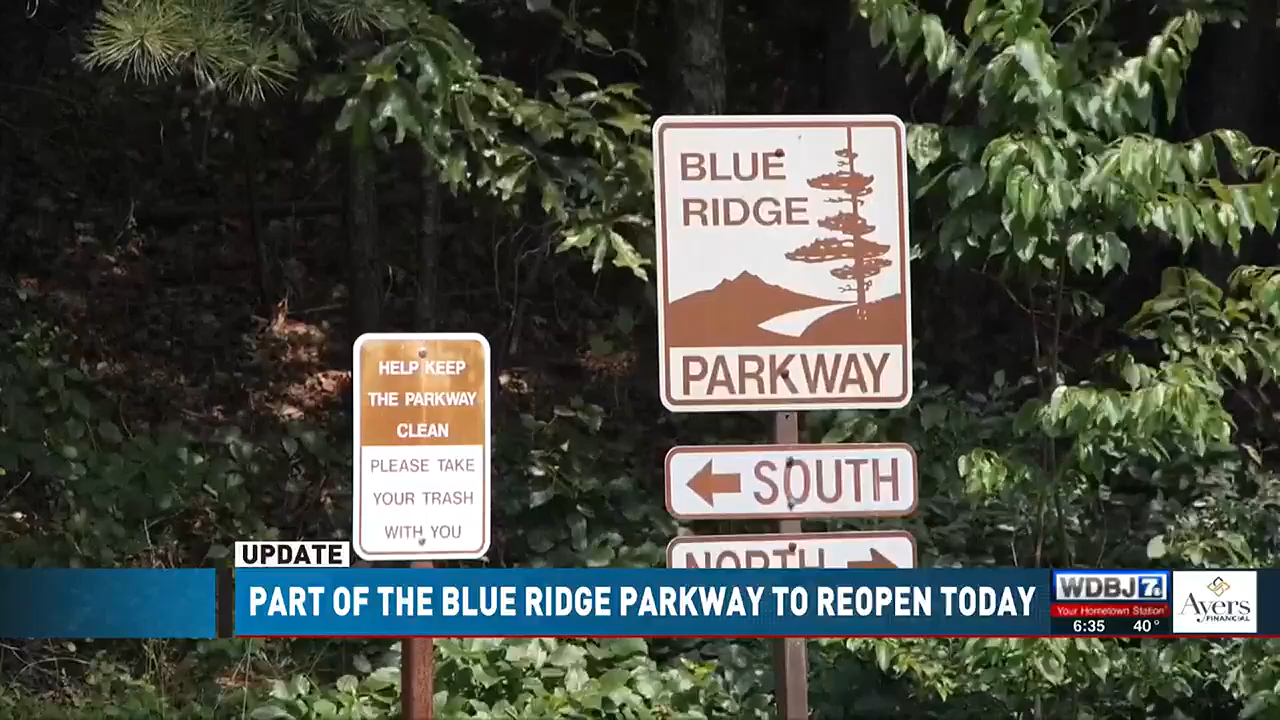 BLUE
RIDGE
PARKWAY
HELP KEEP
THE PARKWAY
CLEAN
PLEASE TAKE
YOUR TRASH
WITH YOU
SOUTH
NORTH
UPDATE
PART OF THE BLUE RIDGE PARKWAY TO REOPEN TODAY
WDBJ7
Your Hometown Station
6:35 40°
Ayers
FINANCIAL